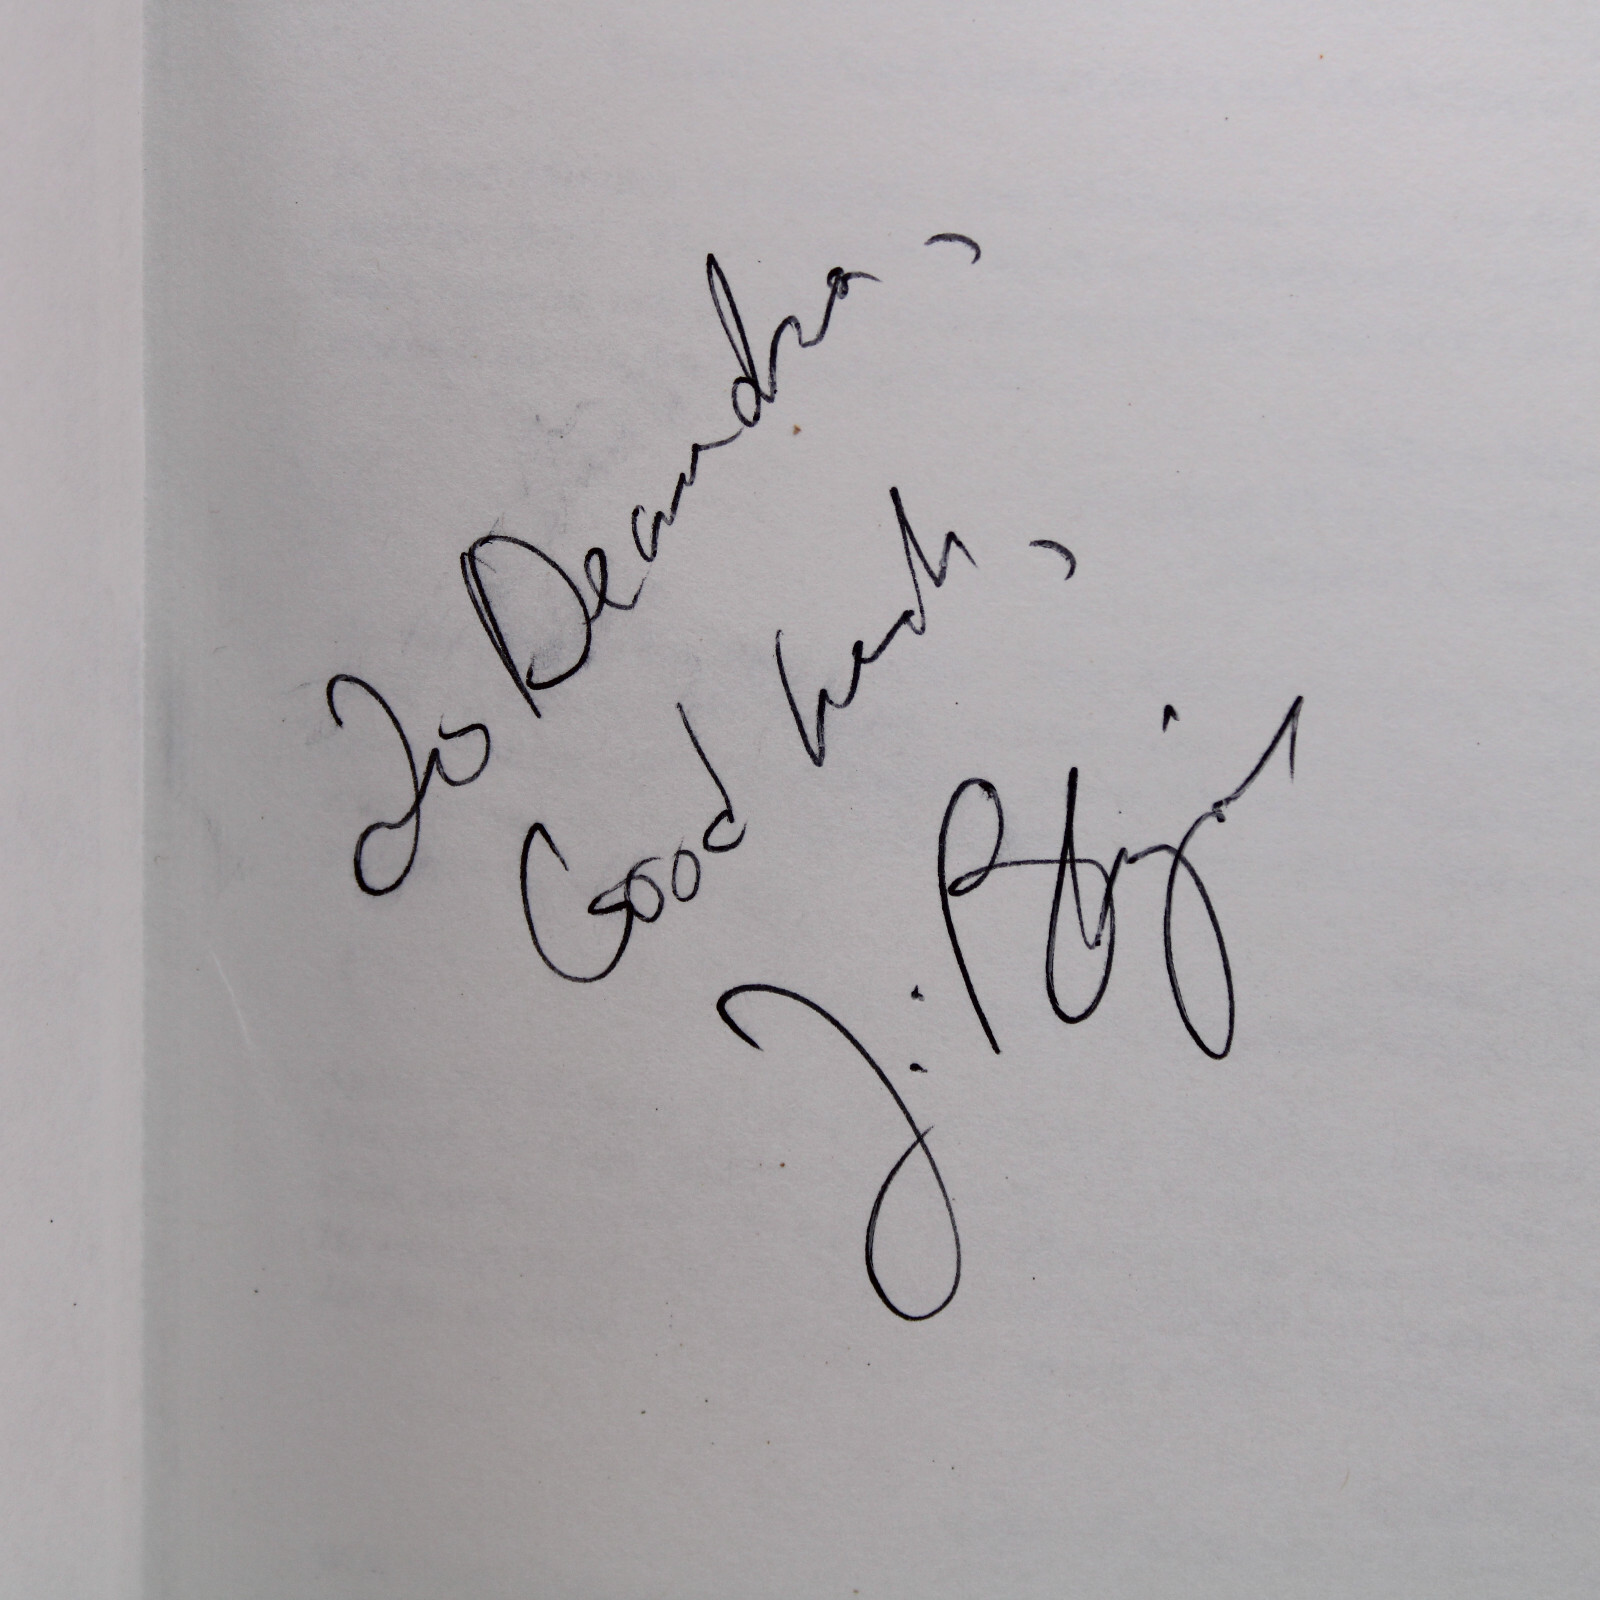 To Deandra,
Good luck,